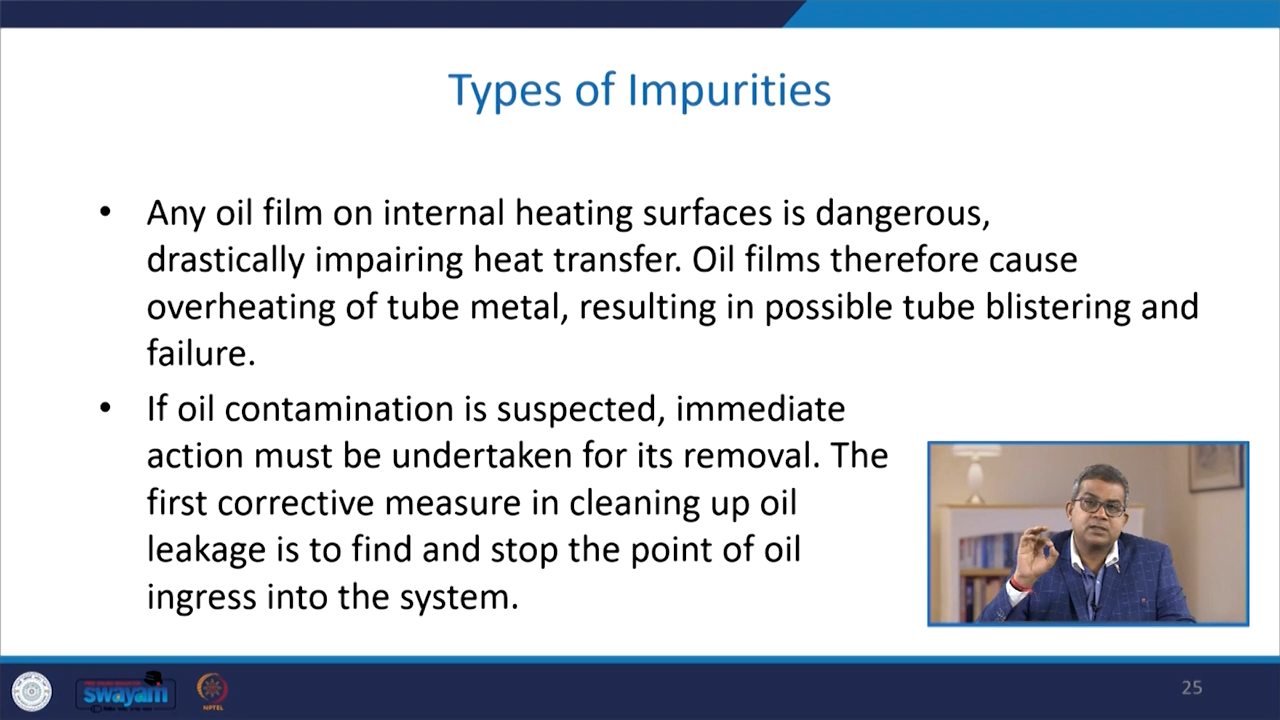 Types of Impurities
• Any oil film on internal heating surfaces is dangerous,
drastically impairing heat transfer. Oil films therefore cause
overheating of tube metal, resulting in possible tube blistering and
failure.
• If oil contamination is suspected, immediate
action must be undertaken for its removal. The
first corrective measure in cleaning up oil
leakage is to find and stop the point of oil
ingress into the system.
swayam
NPTEL
25